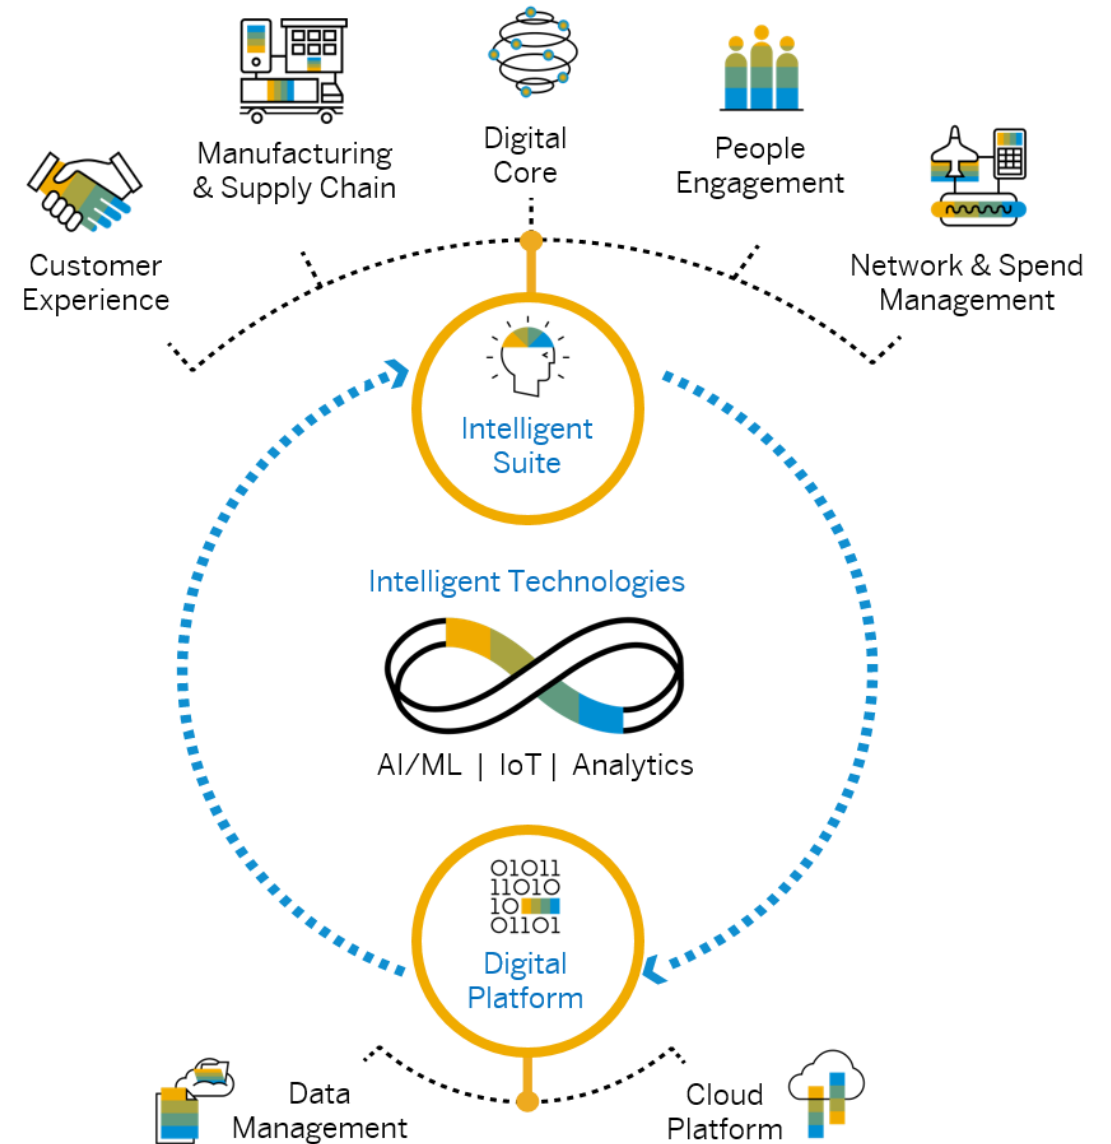 Digital
Core
People
Engagement
Manufacturing
& Supply Chain
Customer
Experience
Network & Spend
Management
Intelligent
Suite
Intelligent Technologies
AI/ML | IoT | Analytics
01011
11010
10
01101
Digital
Platform
Data
Management
Cloud
Platform